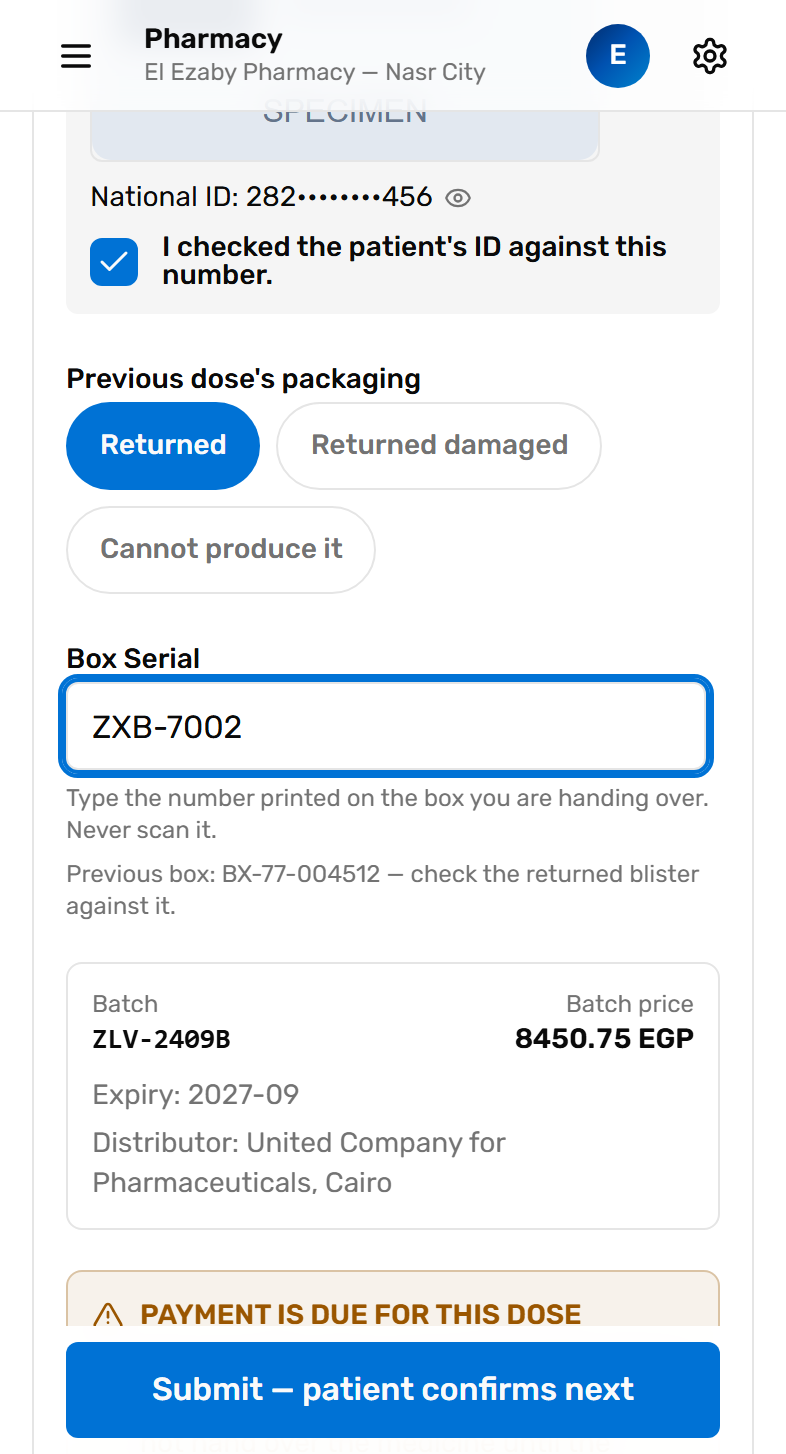 Pharmacy
El Ezaby Pharmacy — Nasr City
E
SPECIMEN
National ID: 282••••••••456
I checked the patient's ID against this
number.
Previous dose's packaging
Returned
Returned damaged
Cannot produce it
Box Serial
ZXB-7002
Type the number printed on the box you are handing over.
Never scan it.
Previous box: BX-77-004512 — check the returned blister
against it.
Batch
Batch price
ZLV-2409B
8450.75 EGP
Expiry: 2027-09
Distributor: United Company for
Pharmaceuticals, Cairo
PAYMENT IS DUE FOR THIS DOSE
Submit — patient confirms next